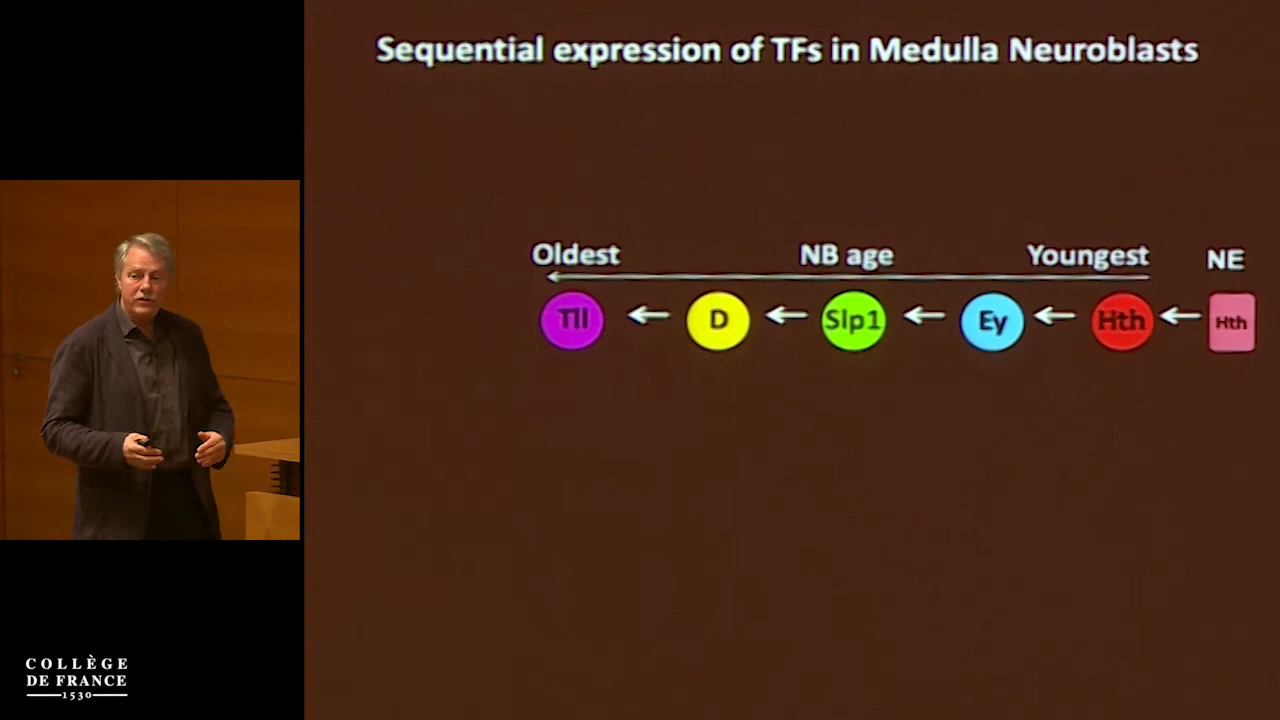 Sequential expression of TFs in Medulla Neuroblasts
Oldest NB age Youngest NE
Tll D Slp1 Ey Hth Hth
COLLÈGE
DE FRANCE
1530